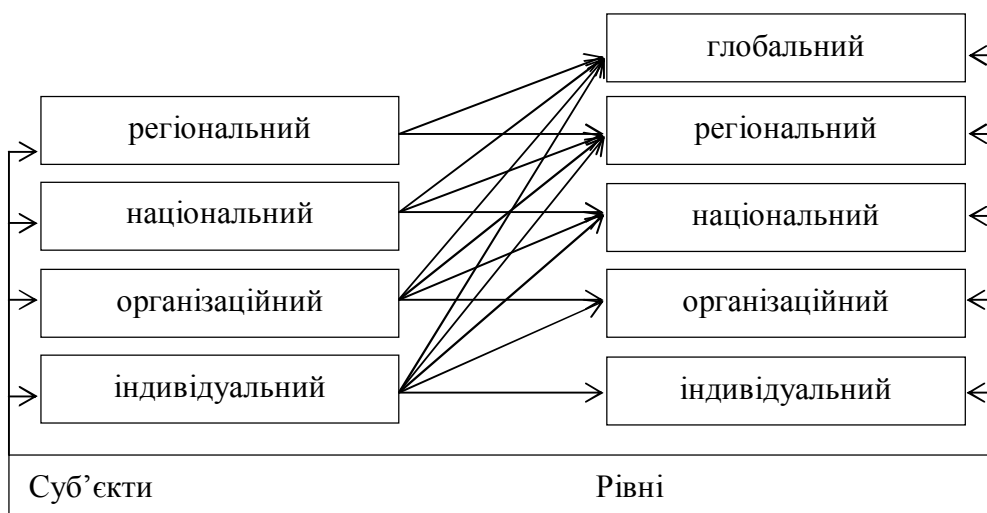 глобальний
регіональний
регіональний
національний
національний
організаційний
організаційний
індивідуальний
індивідуальний
Суб’єкти
Рівні